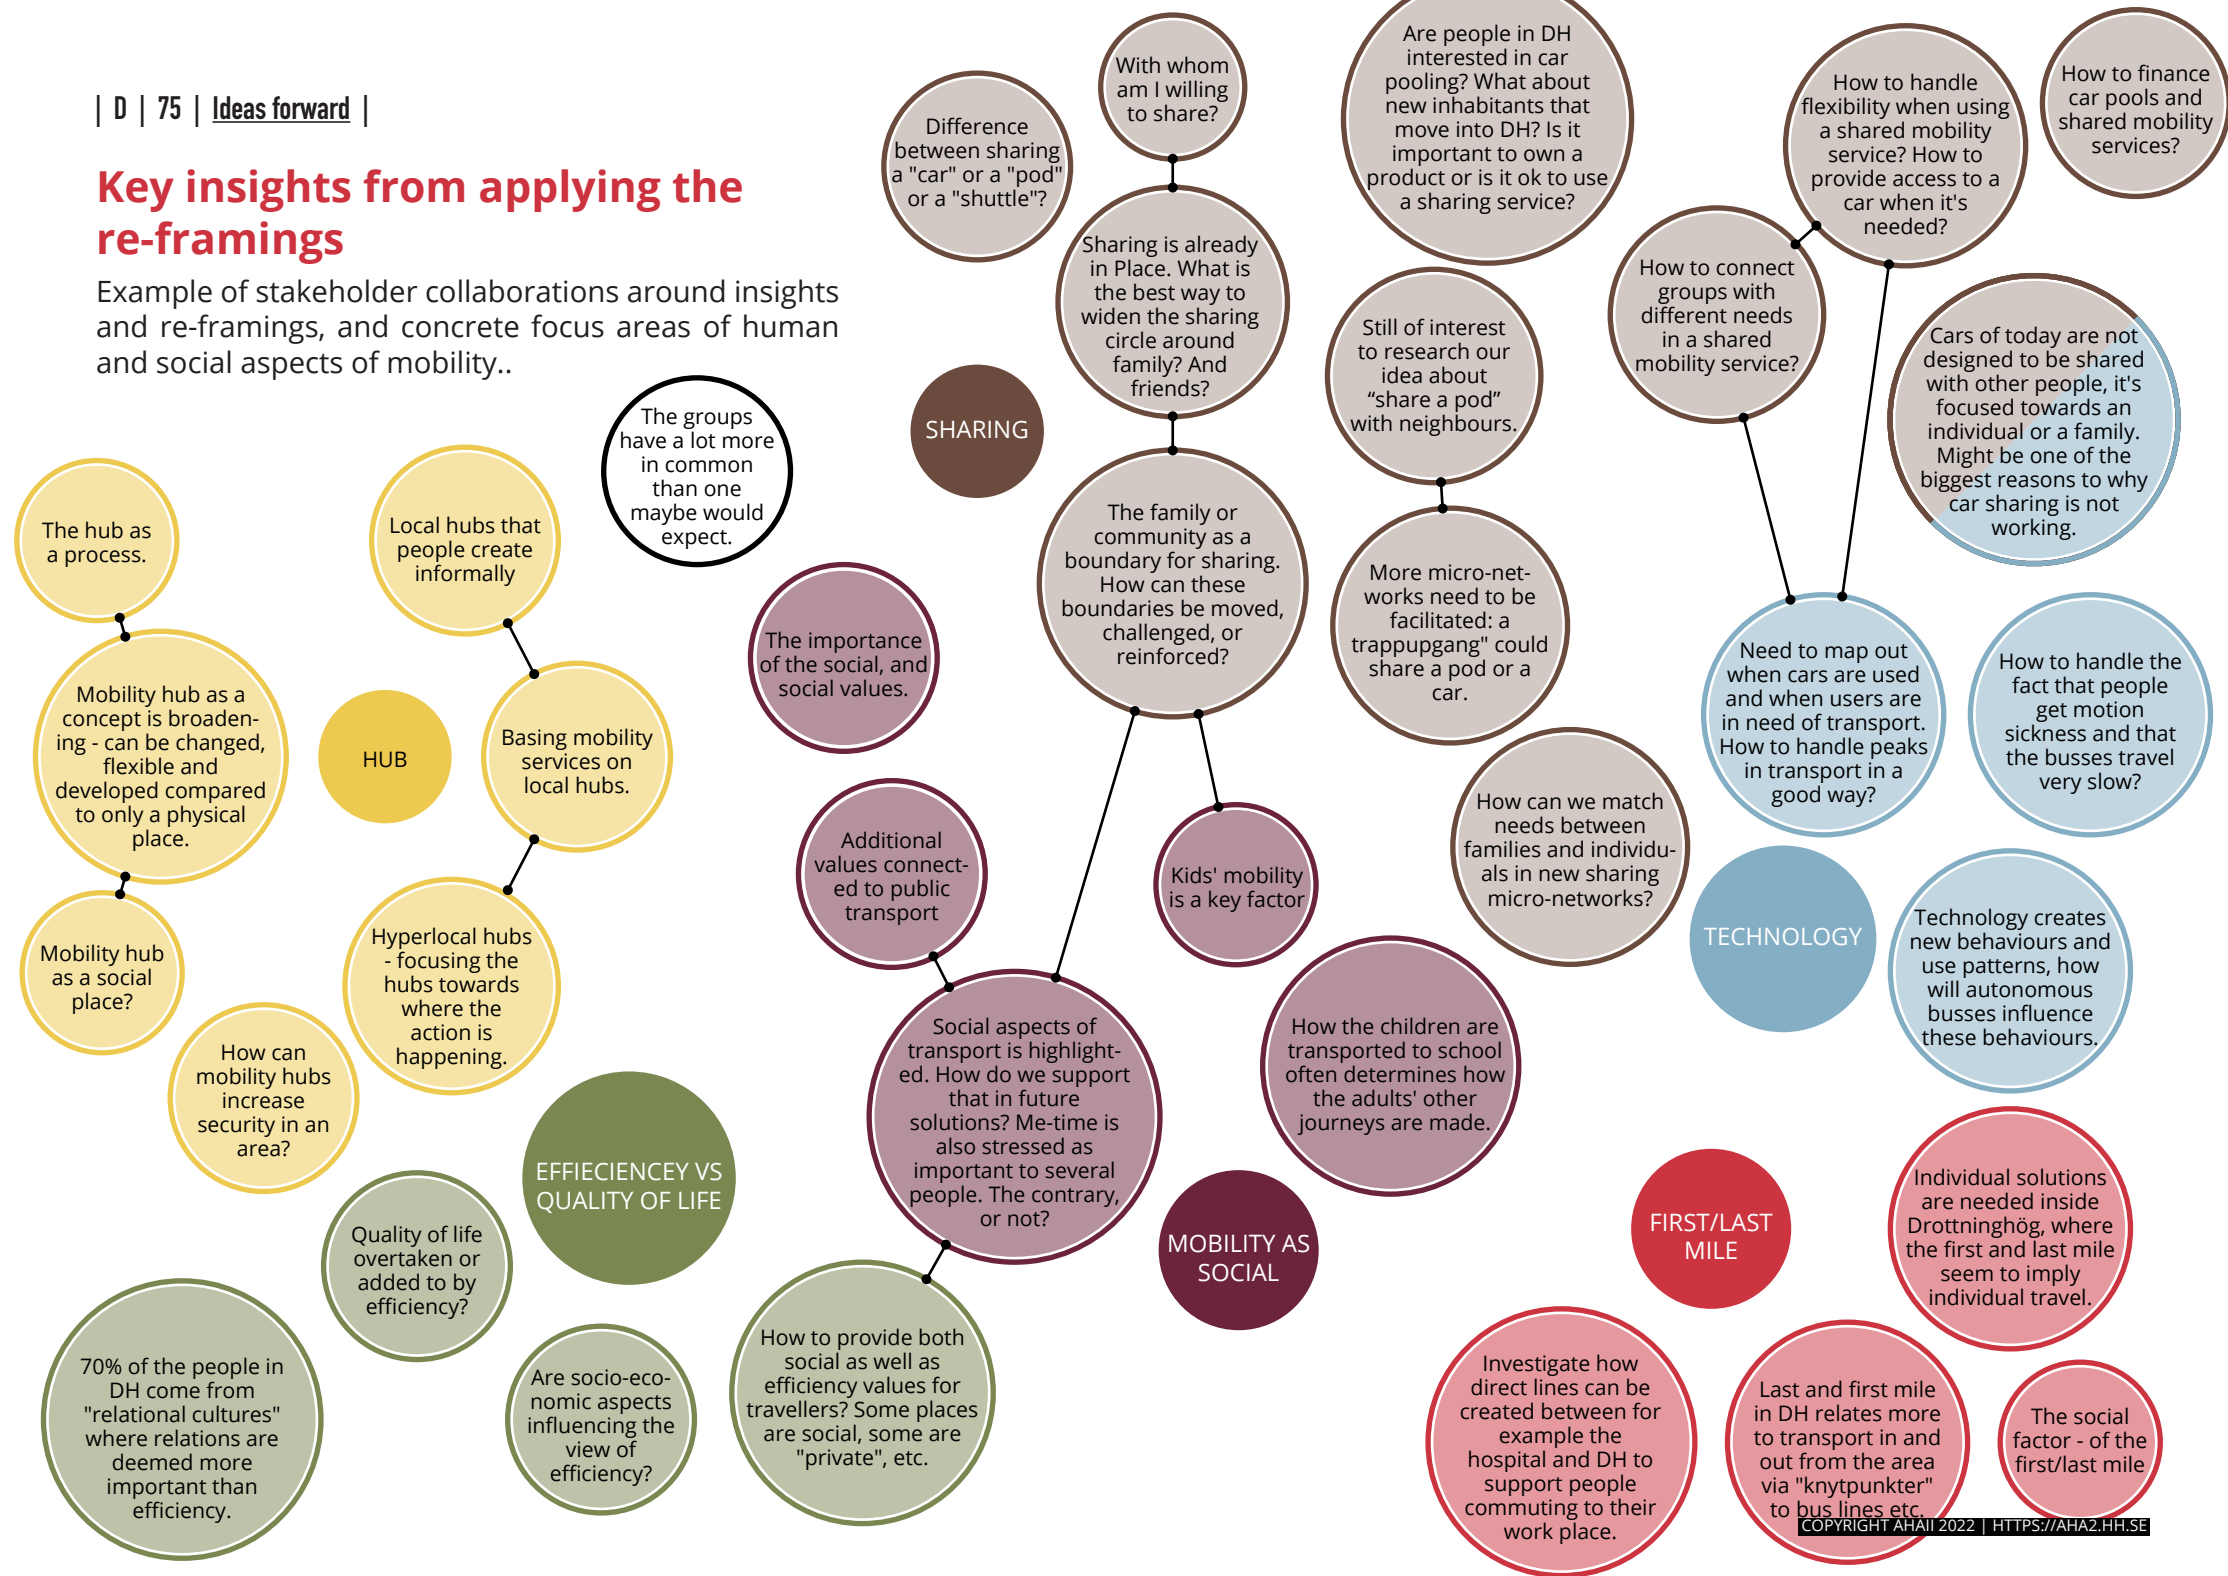 | D | 75 | Ideas forward |
Key insights from applying the
re-framings
Example of stakeholder collaborations around insights
and re-framings, and concrete focus areas of human
and social aspects of mobility..
The groups
have a lot more
in common
than one
maybe would
expect.
The hub as
a process.
Mobility hub as a
concept is broaden-
ing - can be changed,
flexible and
developed compared
to only a physical
place.
Mobility hub
as a social
place?
Local hubs that
people create
informally
HUB
Basing mobility
services on
local hubs.
Hyperlocal hubs
- focusing the
hubs towards
where the
action is
happening.
How can
mobility hubs
increase
security in an
area?
EFFIECIENCEY VS
QUALITY OF LIFE
Quality of life
overtaken or
added to by
efficiency?
70% of the people in
DH come from
"relational cultures"
where relations are
deemed more
important than
efficiency.
Are socio-eco-
nomic aspects
influencing the
view of
efficiency?
How to provide both
social as well as
efficiency values for
travellers? Some places
are social, some are
"private", etc.
Difference
between sharing
a "car" or a "pod"
or a "shuttle"?
With whom
am I willing
to share?
Sharing is already
in Place. What is
the best way to
widen the sharing
circle around
family? And
friends?
SHARING
The family or
community as a
boundary for sharing.
How can these
boundaries be moved,
challenged, or
reinforced?
Are people in DH
interested in car
pooling? What about
new inhabitants that
move into DH? Is it
important to own a
product or is it ok to use
a sharing service?
Still of interest
to research our
idea about
“share a pod”
with neighbours.
More micro-net-
works need to be
facilitated: a
trappupgang" could
share a pod or a
car.
How can we match
needs between
families and individu-
als in new sharing
micro-networks?
How to handle
flexibility when using
a shared mobility
service? How to
provide access to a
car when it's
needed?
How to finance
car pools and
shared mobility
services?
How to connect
groups with
different needs
in a shared
mobility service?
Cars of today are not
designed to be shared
with other people, it's
focused towards an
individual or a family.
Might be one of the
biggest reasons to why
car sharing is not
working.
The importance
of the social, and
social values.
Additional
values connect-
ed to public
transport
Kids' mobility
is a key factor
Social aspects of
transport is highlight-
ed. How do we support
that in future
solutions? Me-time is
also stressed as
important to several
people. The contrary,
or not?
How the children are
transported to school
often determines how
the adults' other
journeys are made.
MOBILITY AS
SOCIAL
Need to map out
when cars are used
and when users are
in need of transport.
How to handle peaks
in transport in a
good way?
How to handle the
fact that people
get motion
sickness and that
the busses travel
very slow?
TECHNOLOGY
Technology creates
new behaviours and
use patterns, how
will autonomous
busses influence
these behaviours.
FIRST/LAST
MILE
Individual solutions
are needed inside
Drottninghög, where
the first and last mile
seem to imply
individual travel.
Investigate how
direct lines can be
created between for
example the
hospital and DH to
support people
commuting to their
work place.
Last and first mile
in DH relates more
to transport in and
out from the area
via "knytpunkter"
to bus lines etc.
The social
factor - of the
first/last mile
COPYRIGHT AHAII 2022 | HTTPS://AHA2.HH.SE